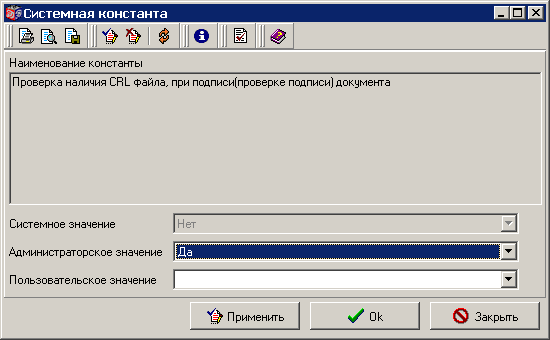 Системная константа
Наименование константы
Проверка наличия CRL файла, при подписи(проверке подписи) документа
Системное значение
Нет
Администраторское значение
Да
Пользовательское значение
Применить
Ok
Закрыть